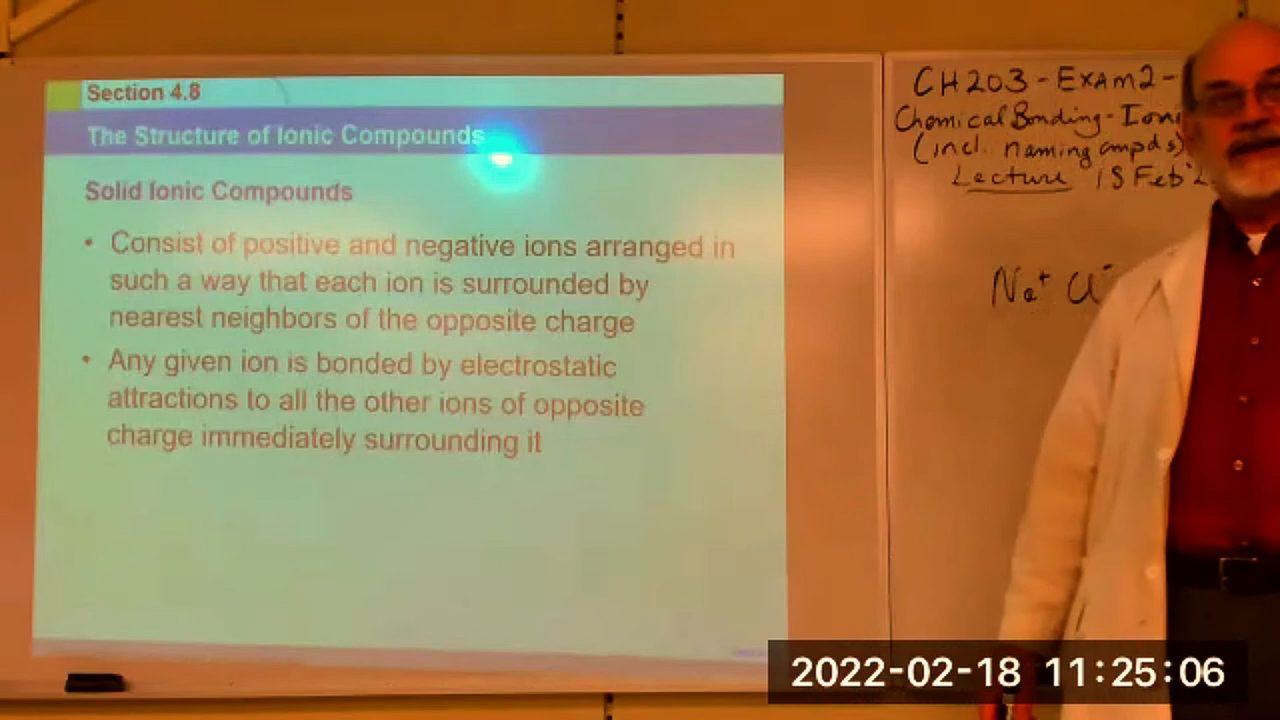 Section 4.8
The Structure of Ionic Compounds
Solid Ionic Compounds
• Consist of positive and negative ions arranged in
such a way that each ion is surrounded by
nearest neighbors of the opposite charge
• Any given ion is bonded by electrostatic
attractions to all the other ions of opposite
charge immediately surrounding it
CH203-Exam2-
Chemical Bonding-Ioni
(incl. naming cmpds)
Lecture 18 Feb'2
Na⁺ Cl⁻
2022-02-18 11:25:06